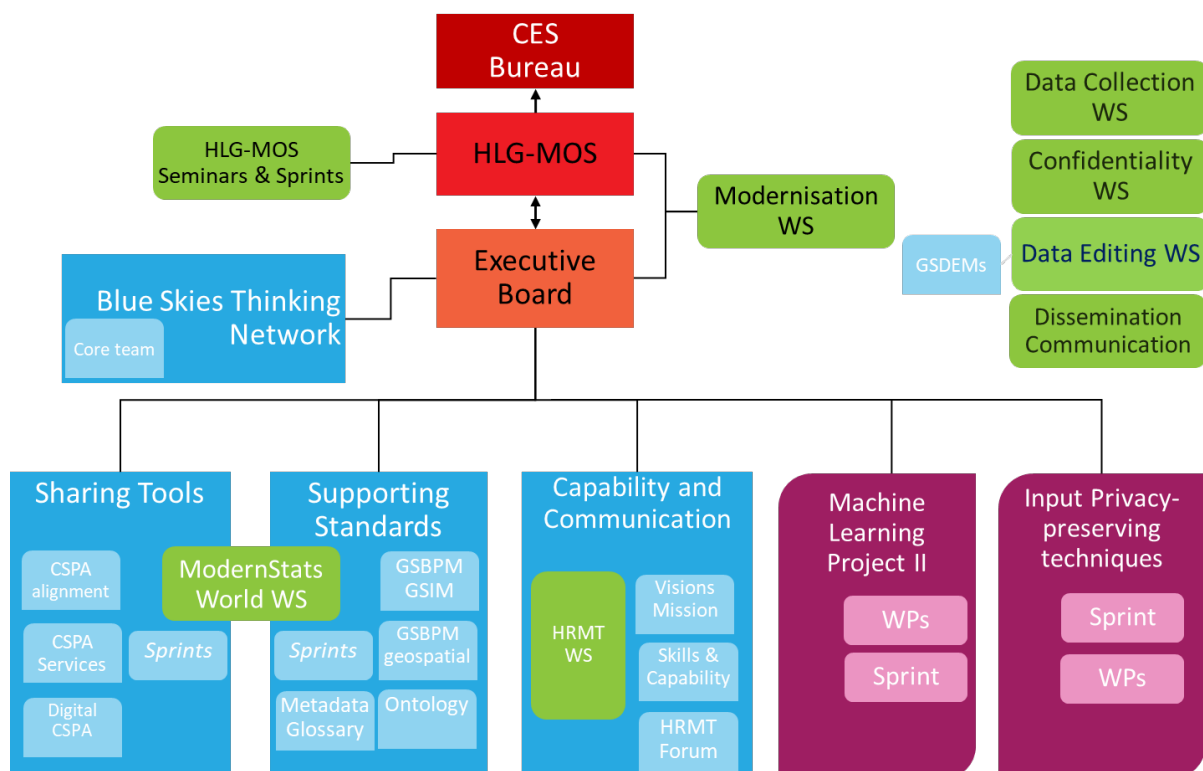 CES
Bureau
HLG-MOS
Seminars & Sprints
HLG-MOS
Modernisation
WS
Data Collection
WS
Confidentiality
WS
GSDEMs
Data Editing WS
Dissemination
Communication
Executive
Board
Blue Skies Thinking
Network
Core team
Sharing Tools
CSPA
alignment
CSPA
Services
Sprints
Digital
CSPA
ModernStats
World WS
Supporting
Standards
GSBPM
GSIM
Sprints
GSBPM
geospatial
Metadata
Glossary
Ontology
Capability and
Communication
HRMT
WS
Visions
Mission
Skills &
Capability
HRMT
Forum
Machine
Learning
Project II
WPs
Sprint
Input Privacy-
preserving
techniques
Sprint
WPs